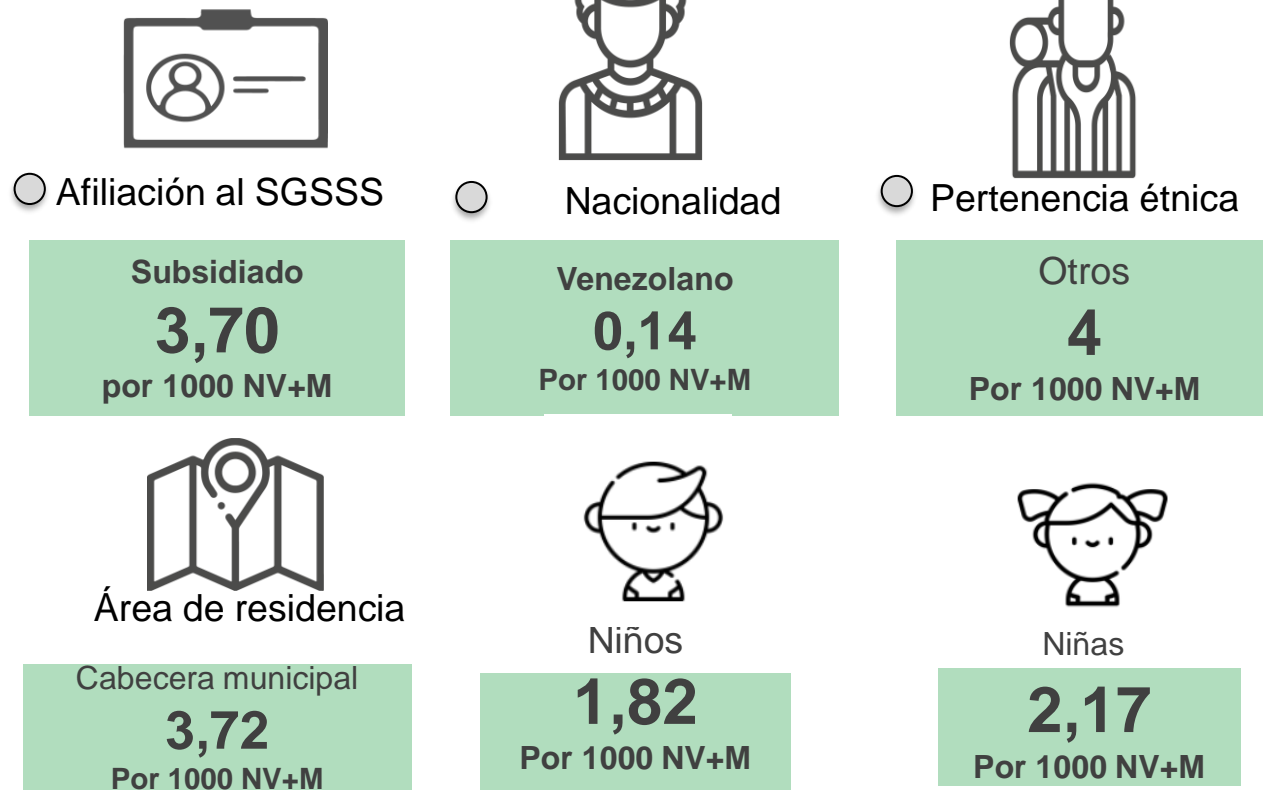 Afiliación al SGSSS
Subsidiado
3,70
por 1000 NV+M
Nacionalidad
Venezolano
0,14
Por 1000 NV+M
Pertenencia étnica
Otros
4
Por 1000 NV+M
Área de residencia
Cabecera municipal
3,72
Por 1000 NV+M
Niños
1,82
Por 1000 NV+M
Niñas
2,17
Por 1000 NV+M